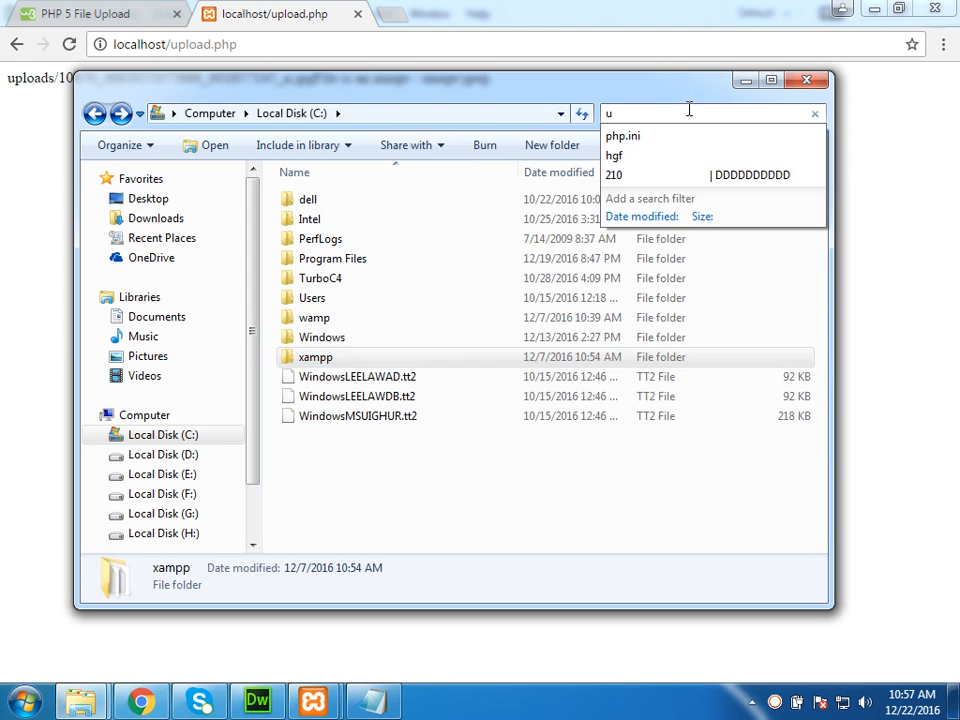 PHP 5 File Upload
localhost/upload.php
localhost/upload.php
uploads/10
Computer
Local Disk (C:)
u
Organize
Open
Include in library
Share with
Burn
New folder
php.ini
hgf
210 | DDDDDDDDDD
Add a search filter
Date modified: Size:
Name
Date modified
Favorites
Desktop
Downloads
Recent Places
OneDrive
Libraries
Documents
Music
Pictures
Videos
Computer
Local Disk (C:)
Local Disk (D:)
Local Disk (E:)
Local Disk (F:)
Local Disk (G:)
Local Disk (H:)
dell 10/22/2016 10:0
Intel 10/25/2016 3:31
PerfLogs 7/14/2009 8:37 AM File folder
Program Files 12/19/2016 8:47 PM File folder
TurboC4 10/28/2016 4:09 PM File folder
Users 10/15/2016 12:18 ... File folder
wamp 12/7/2016 10:39 AM File folder
Windows 12/13/2016 2:27 PM File folder
xampp 12/7/2016 10:54 AM File folder
WindowsLEELAWAD.tt2 10/15/2016 12:46 ... TT2 File 92 KB
WindowsLEELAWDB.tt2 10/15/2016 12:46 ... TT2 File 92 KB
WindowsMSUIGHUR.tt2 10/15/2016 12:46 ... TT2 File 218 KB
xampp Date modified: 12/7/2016 10:54 AM
File folder
Dw
10:57 AM
12/22/2016